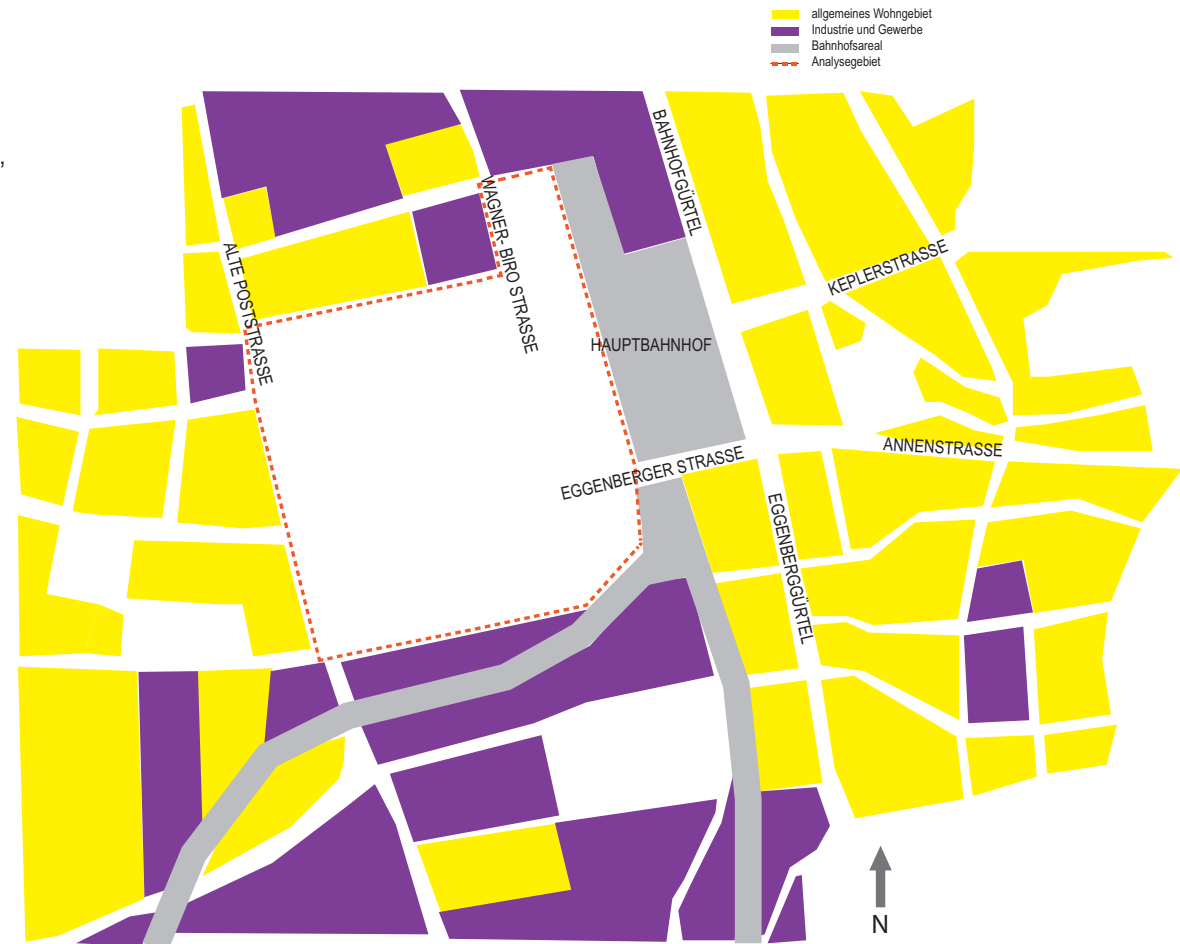 allgemeines Wohngebiet
Industrie und Gewerbe
Bahnhofsareal
Analysegebiet
,
BAHNHOFGÜRTEL
WAGNER- BIRO STRASSE
ALTE POSTSTRASSE
KEPLERSTRASSE
HAUPTBAHNHOF
ANNENSTRASSE
EGGENBERGER STRASSE
EGGENBERGGÜRTEL
N